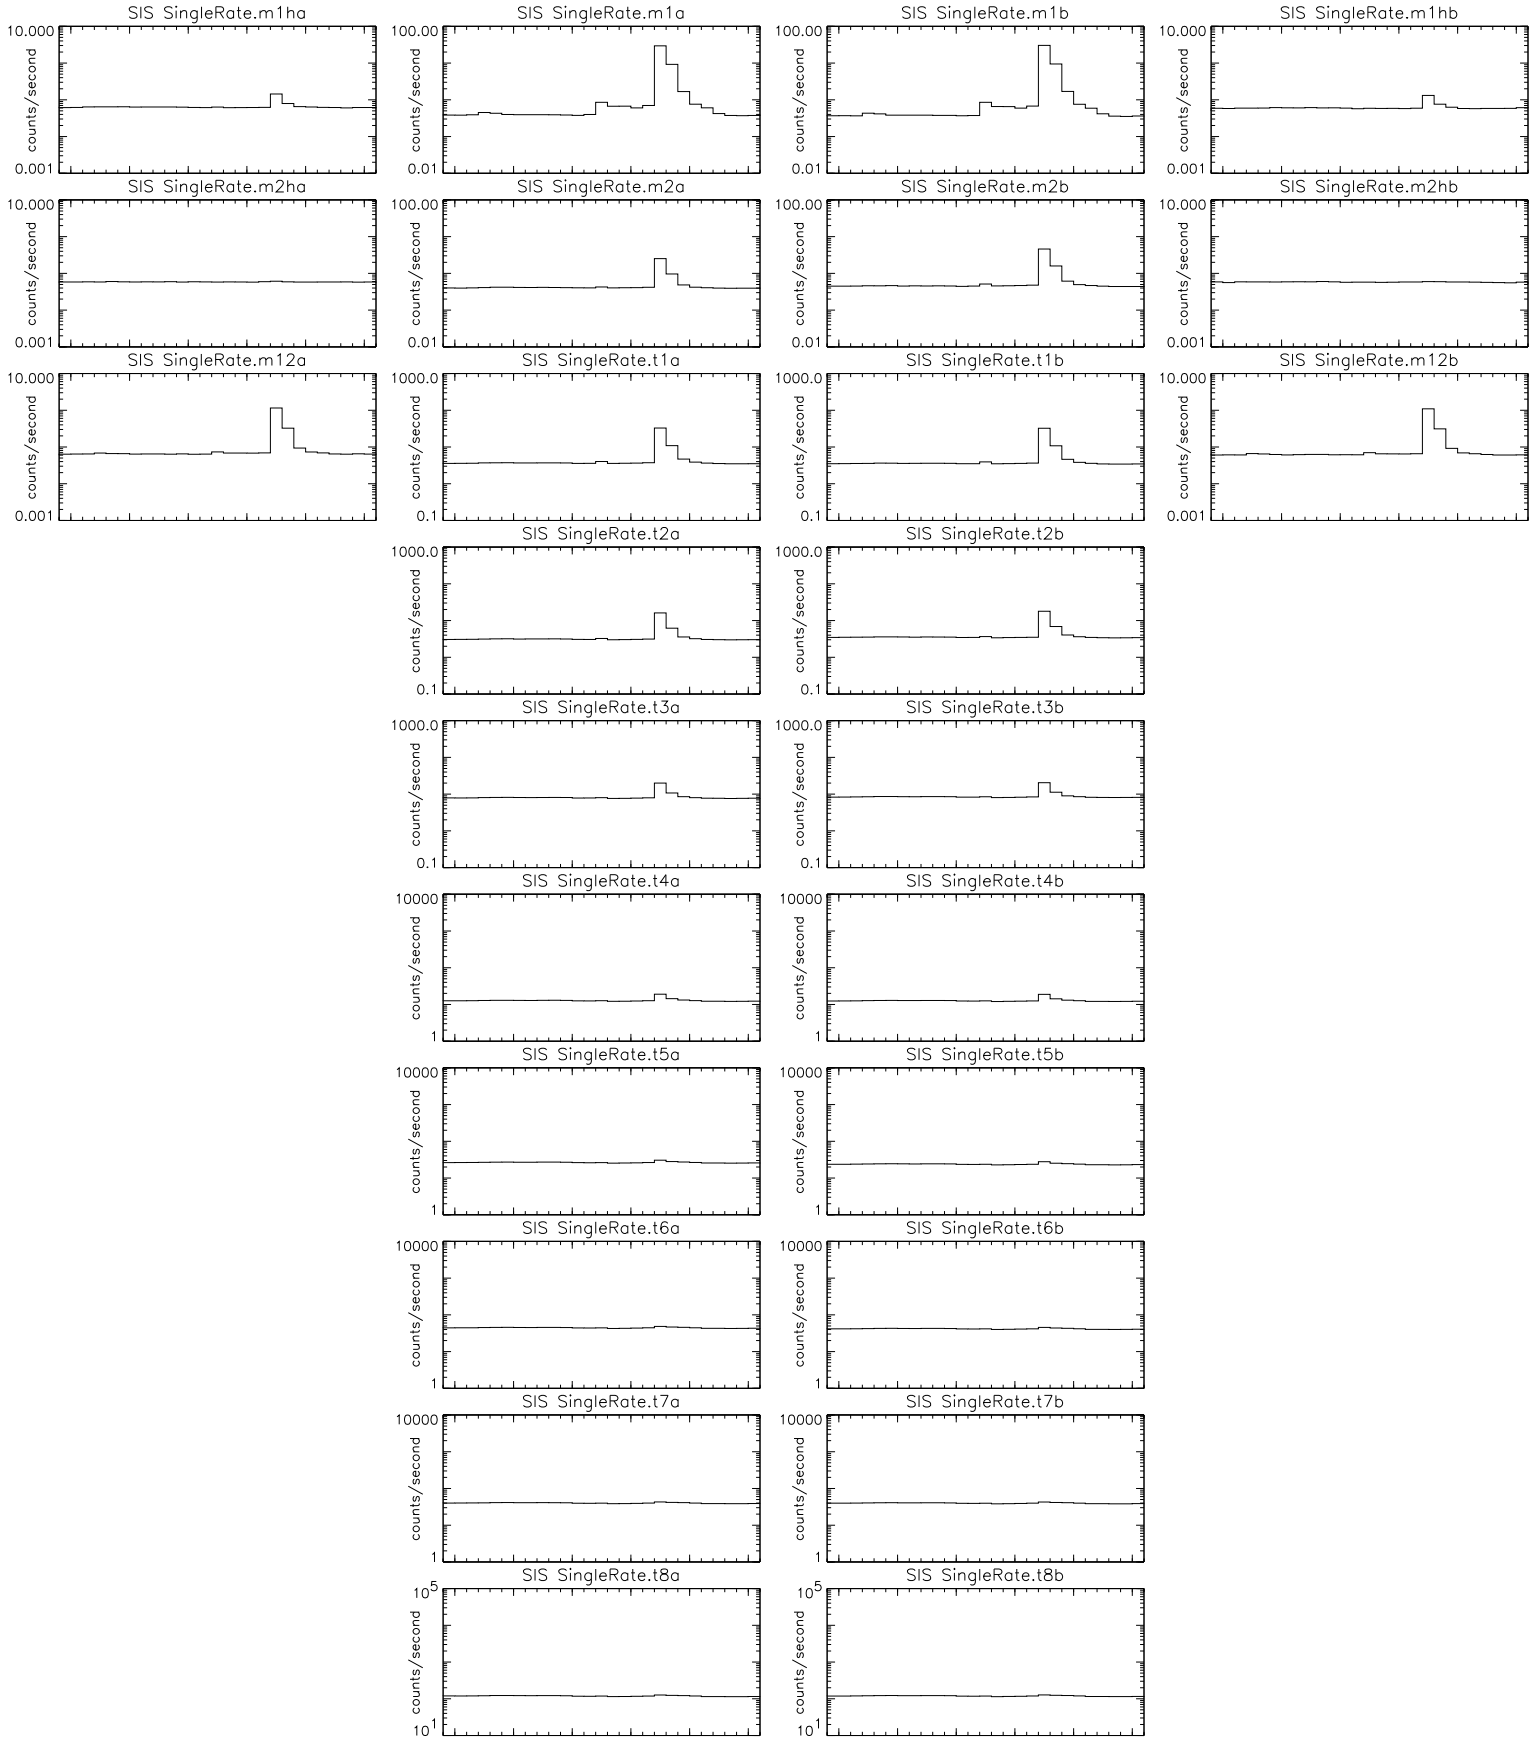 SIS SingleRate.m1ha SIS SingleRate.m1a SIS SingleRate.m1b SIS SingleRate.m1hb
10.000 100.00 100.00 10.000
counts/second counts/second counts/second counts/second
0.001 0.01 0.01 0.001
SIS SingleRate.m2ha SIS SingleRate.m2a SIS SingleRate.m2b SIS SingleRate.m2hb
10.000 100.00 100.00 10.000
counts/second counts/second counts/second counts/second
0.001 0.01 0.01 0.001
SIS SingleRate.m12a SIS SingleRate.t1a SIS SingleRate.t1b SIS SingleRate.m12b
10.000 1000.0 1000.0 10.000
counts/second counts/second counts/second counts/second
0.001 0.1 0.1 0.001
SIS SingleRate.t2a SIS SingleRate.t2b
1000.0 1000.0
counts/second counts/second
0.1 0.1
SIS SingleRate.t3a SIS SingleRate.t3b
1000.0 1000.0
counts/second counts/second
0.1 0.1
SIS SingleRate.t4a SIS SingleRate.t4b
10000 10000
counts/second counts/second
1 1
SIS SingleRate.t5a SIS SingleRate.t5b
10000 10000
counts/second counts/second
1 1
SIS SingleRate.t6a SIS SingleRate.t6b
10000 10000
counts/second counts/second
1 1
SIS SingleRate.t7a SIS SingleRate.t7b
10000 10000
counts/second counts/second
1 1
SIS SingleRate.t8a SIS SingleRate.t8b
10⁵ 10⁵
counts/second counts/second
10¹ 10¹